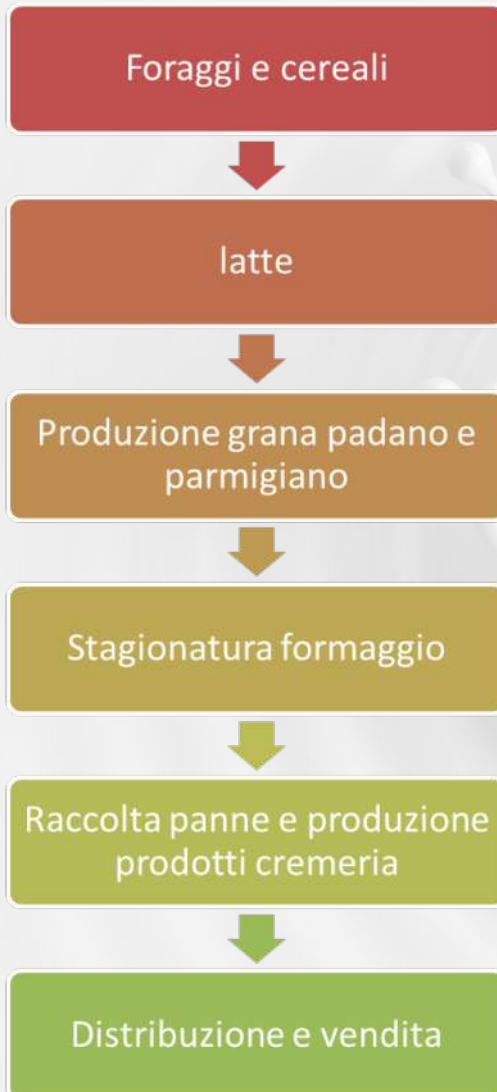 Foraggi e cereali
latte
Produzione grana padano e
parmigiano
Stagionatura formaggio
Raccolta panne e produzione
prodotti cremeria
Distribuzione e vendita